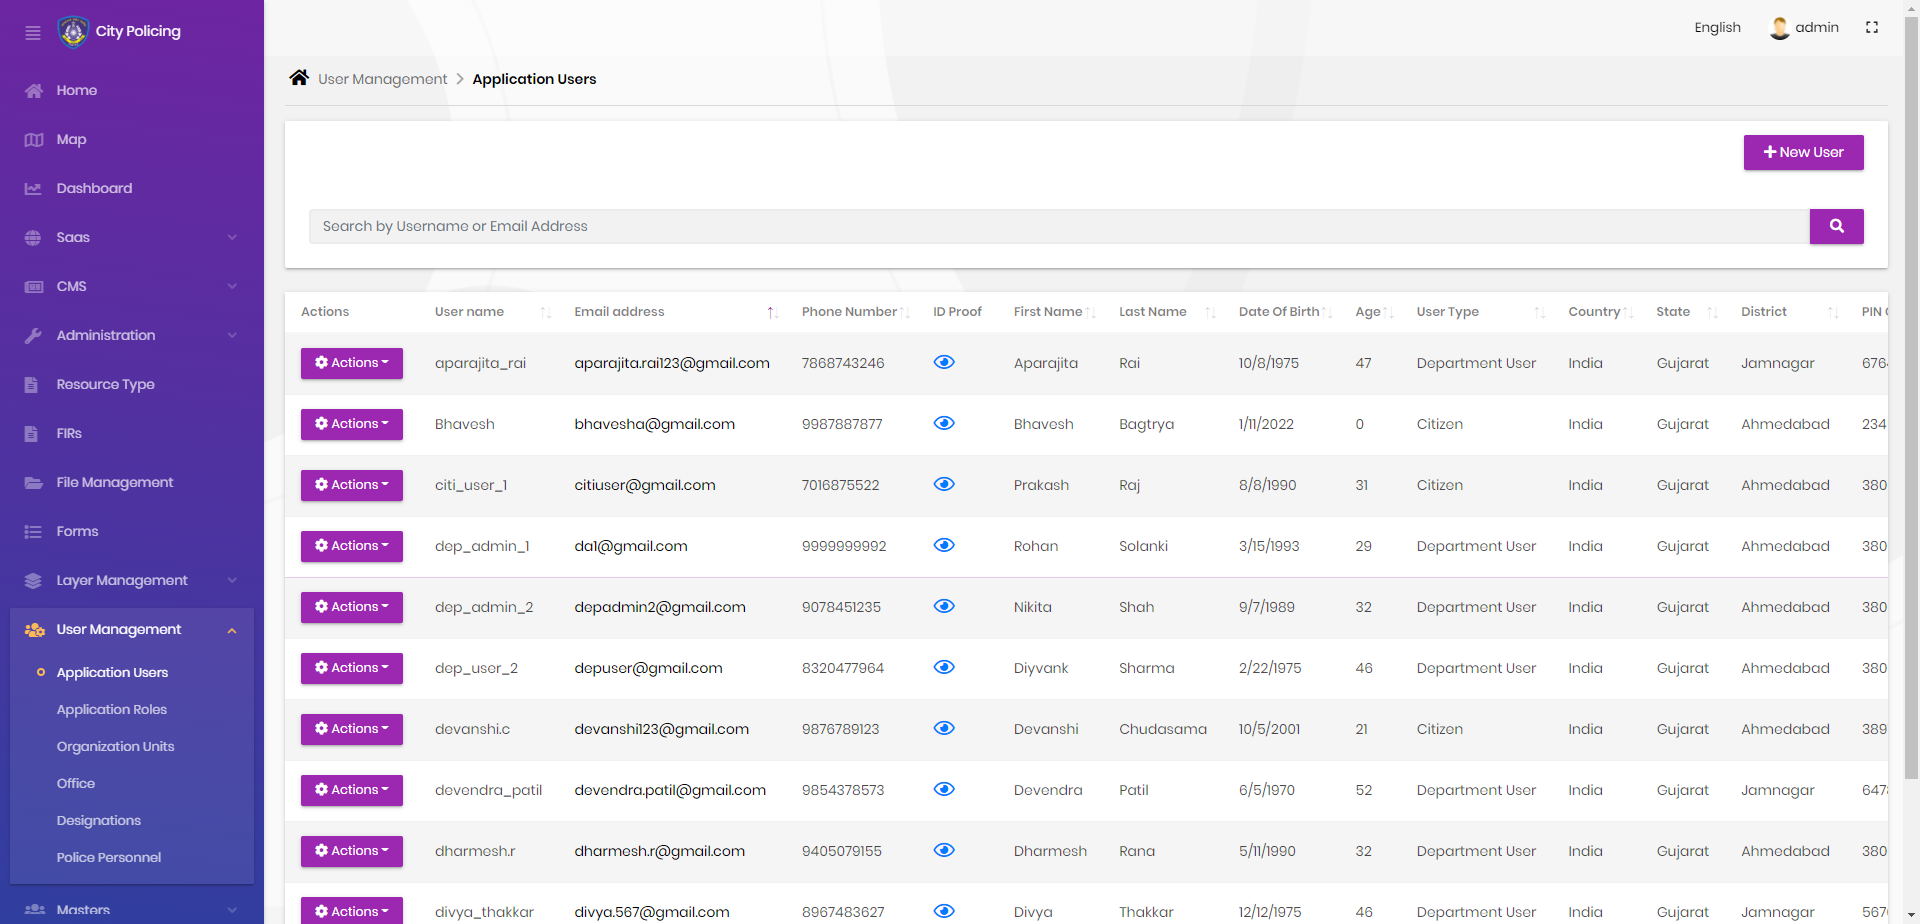 City Policing
English
admin
Home
Map
Dashboard
Saas
CMS
Administration
Resource Type
FIRs
File Management
Forms
Layer Management
User Management
Application Users
Application Roles
Organization Units
Office
Designations
Police Personnel
Masters
User Management > Application Users
+ New User
Search by Username or Email Address
Actions User name Email address Phone Number ID Proof First Name Last Name Date Of Birth Age User Type Country State District PIN
Actions aparajita_rai aparajita.rai123@gmail.com 7868743246 Aparajita Rai 10/8/1975 47 Department User India Gujarat Jamnagar 676
Actions Bhavesh bhavesha@gmail.com 9987887877 Bhavesh Bagtrya 1/11/2022 0 Citizen India Gujarat Ahmedabad 234
Actions citi_user_1 citiuser@gmail.com 7016875522 Prakash Raj 8/8/1990 31 Citizen India Gujarat Ahmedabad 380
Actions dep_admin_1 da1@gmail.com 9999999992 Rohan Solanki 3/15/1993 29 Department User India Gujarat Ahmedabad 380
Actions dep_admin_2 depadmin2@gmail.com 9078451235 Nikita Shah 9/7/1989 32 Department User India Gujarat Ahmedabad 380
Actions dep_user_2 depuser@gmail.com 8320477964 Diyvank Sharma 2/22/1975 46 Department User India Gujarat Ahmedabad 380
Actions devanshi.c devanshi123@gmail.com 9876789123 Devanshi Chudasama 10/5/2001 21 Citizen India Gujarat Ahmedabad 389
Actions devendra_patil devendra.patil@gmail.com 9854378573 Devendra Patil 6/5/1970 52 Department User India Gujarat Jamnagar 647
Actions dharmesh.r dharmesh.r@gmail.com 9405079155 Dharmesh Rana 5/11/1990 32 Department User India Gujarat Ahmedabad 380
Actions divya_thakkar divya.567@gmail.com 8967483627 Divya Thakkar 12/12/1975 46 Department User India Gujarat Jamnagar 567